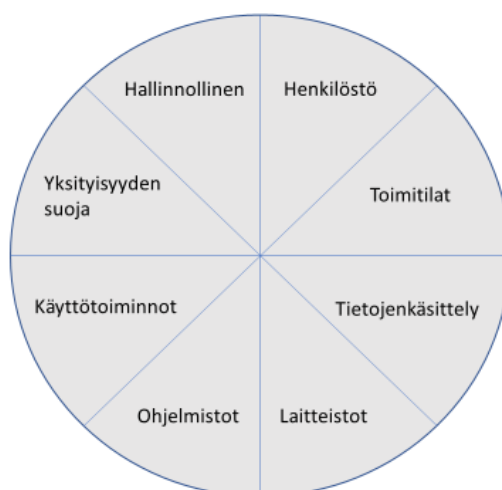 Hallinnollinen
Henkilöstö
Toimitilat
Tietojenkäsittely
Laitteistot
Ohjelmistot
Käyttötoiminnot
Yksityisyyden
suoja